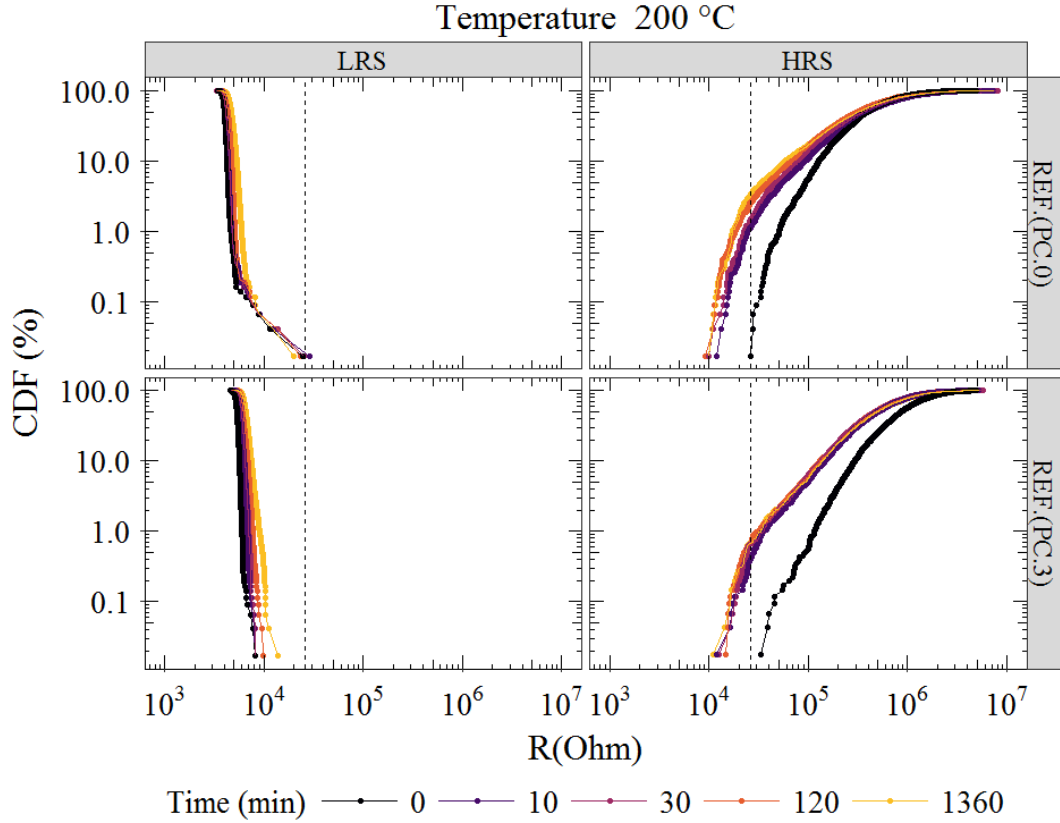 Temperature 200 °C
LRS HRS
100.0
10.0
1.0
0.1
REF.(PC.0)
100.0
10.0
1.0
0.1
REF.(PC.3)
CDF (%)
10³ 10⁴ 10⁵ 10⁶ 10⁷ 10³ 10⁴ 10⁵ 10⁶ 10⁷
R(Ohm)
Time (min) 0 10 30 120 1360